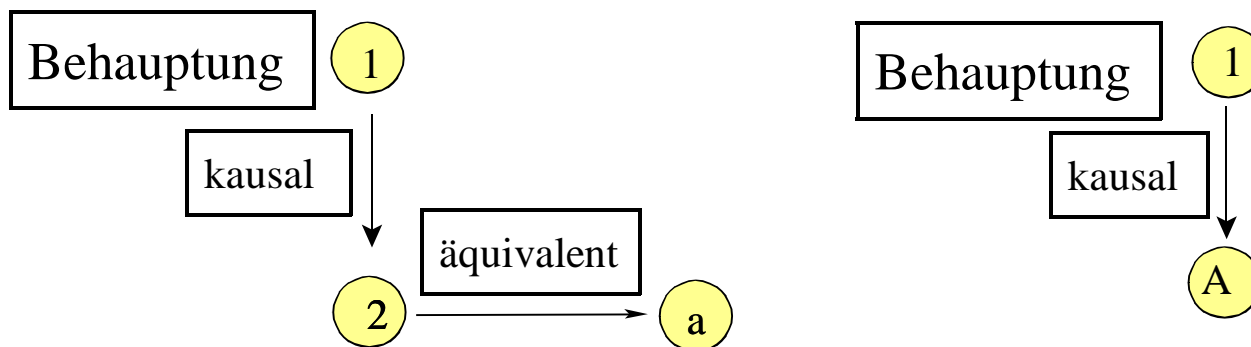 Behauptung 1
kausal
äquivalent
2 a
Behauptung 1
kausal
A